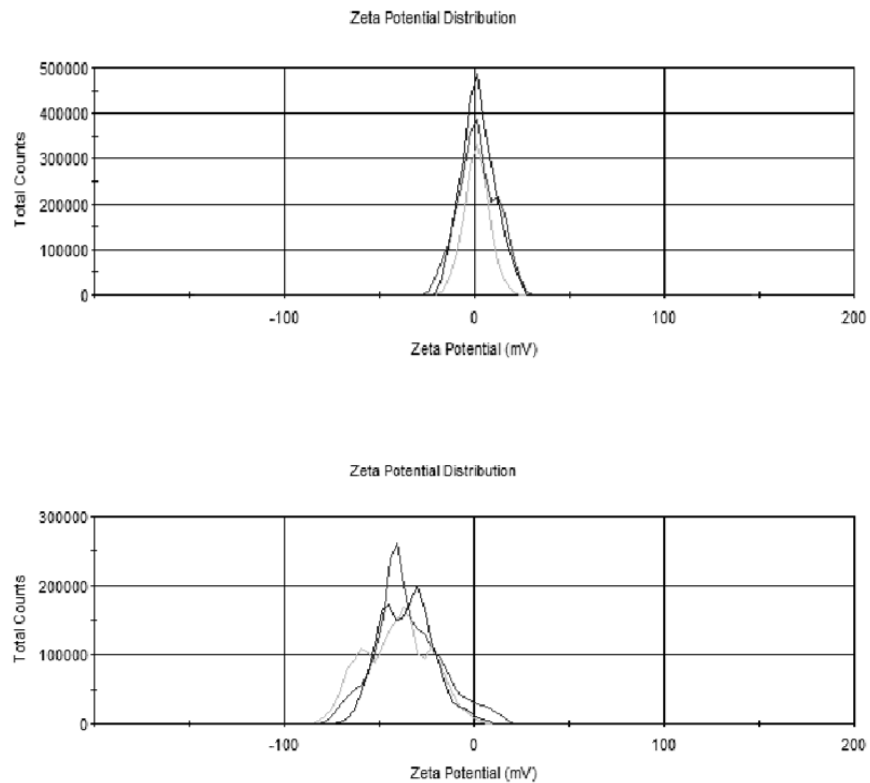 Zeta Potential Distribution
500000
400000
300000
200000
100000
0
Total Counts
-100 0 100 200
Zeta Potential (mV)
Zeta Potential Distribution
300000
200000
100000
0
Total Counts
-100 0 100 200
Zeta Potential (mV)